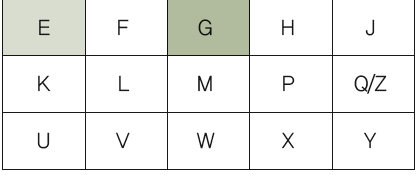 E F G H J
K L M P Q/Z
U V W X Y